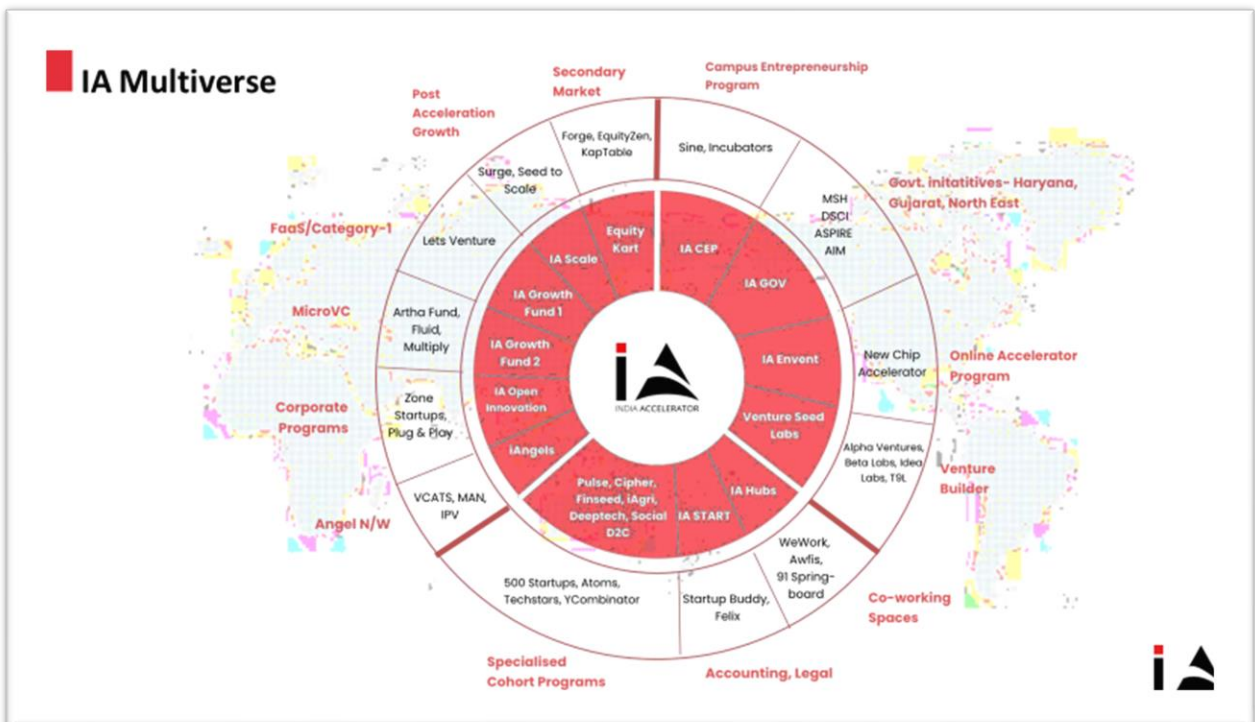 IA Multiverse
Secondary
Market
Campus Entrepreneurship
Program
Post
Acceleration
Growth
Forge, EquityZen,
KapTable
Sine, Incubators
Surge, Seed to
Scale
MSH
DSCI
ASPIRE
AIM
Govt. initatitives- Haryana,
Gujarat, North East
FaaS/Category-1
Lets Venture
Equity
Kart
IA CEP
IA Scale
IA GOV
IA Growth
Fund 1
MicroVC
Artha Fund,
Fluid,
Multiply
IA Growth
Fund 2
IA Envent
New Chip
Accelerator
Online Accelerator
Program
INDIA ACCELERATOR
Corporate
Programs
Zone
Startups,
Plug & Play
IA Open
Innovation
Venture Seed
Labs
iAngels
Alpha Ventures,
Beta Labs, Idea
Labs, T9L
Venture
Builder
Angel N/W
VCATS, MAN,
IPV
Pulse, Cipher,
Finseed, iAgri,
Deeptech, Social
D2C
IA START
IA Hubs
WeWork,
Awfis,
91 Spring-
board
500 Startups, Atoms,
Techstars, YCombinator
Startup Buddy,
Felix
Co-working
Spaces
Specialised
Cohort Programs
Accounting, Legal